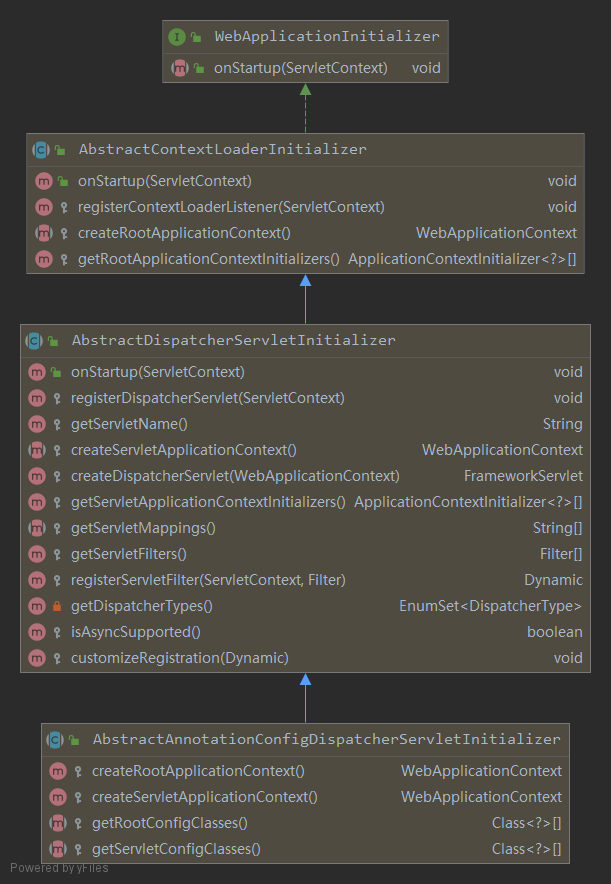 WebApplicationInitializer
onStartup(ServletContext) void
AbstractContextLoaderInitializer
onStartup(ServletContext) void
registerContextLoaderListener(ServletContext) void
createRootApplicationContext() WebApplicationContext
getRootApplicationContextInitializers() ApplicationContextInitializer<?>[]
AbstractDispatcherServletInitializer
onStartup(ServletContext) void
registerDispatcherServlet(ServletContext) void
getServletName() String
createServletApplicationContext() WebApplicationContext
createDispatcherServlet(WebApplicationContext) FrameworkServlet
getServletApplicationContextInitializers() ApplicationContextInitializer<?>[]
getServletMappings() String[]
getServletFilters() Filter[]
registerServletFilter(ServletContext, Filter) Dynamic
getDispatcherTypes() EnumSet<DispatcherType>
isAsyncSupported() boolean
customizeRegistration(Dynamic) void
AbstractAnnotationConfigDispatcherServletInitializer
createRootApplicationContext() WebApplicationContext
createServletApplicationContext() WebApplicationContext
getRootConfigClasses() Class<?>[]
getServletConfigClasses() Class<?>[]
Powered by yFiles